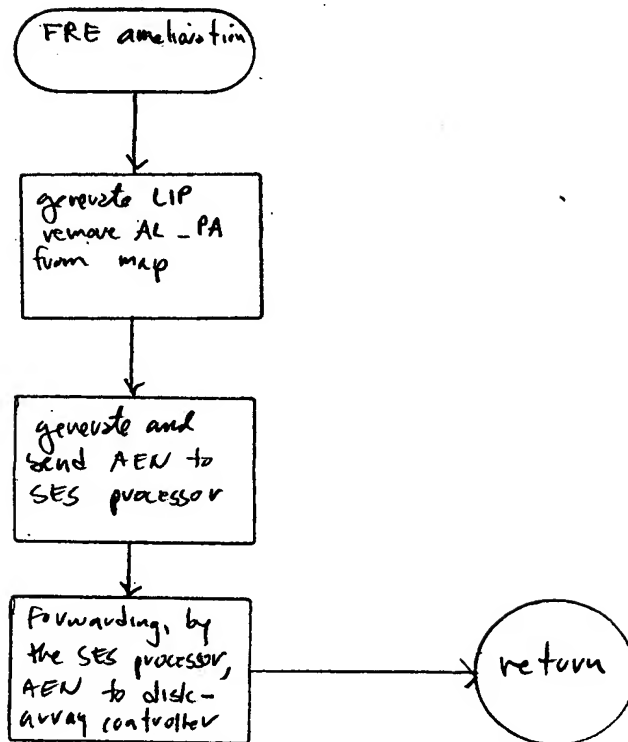 FRE amelioration
generate LIP
remove AL_PA
from map
generate and
send AEN to
SES processor
Forwarding, by
the SES processor,
AEN to disk-
array controller
return